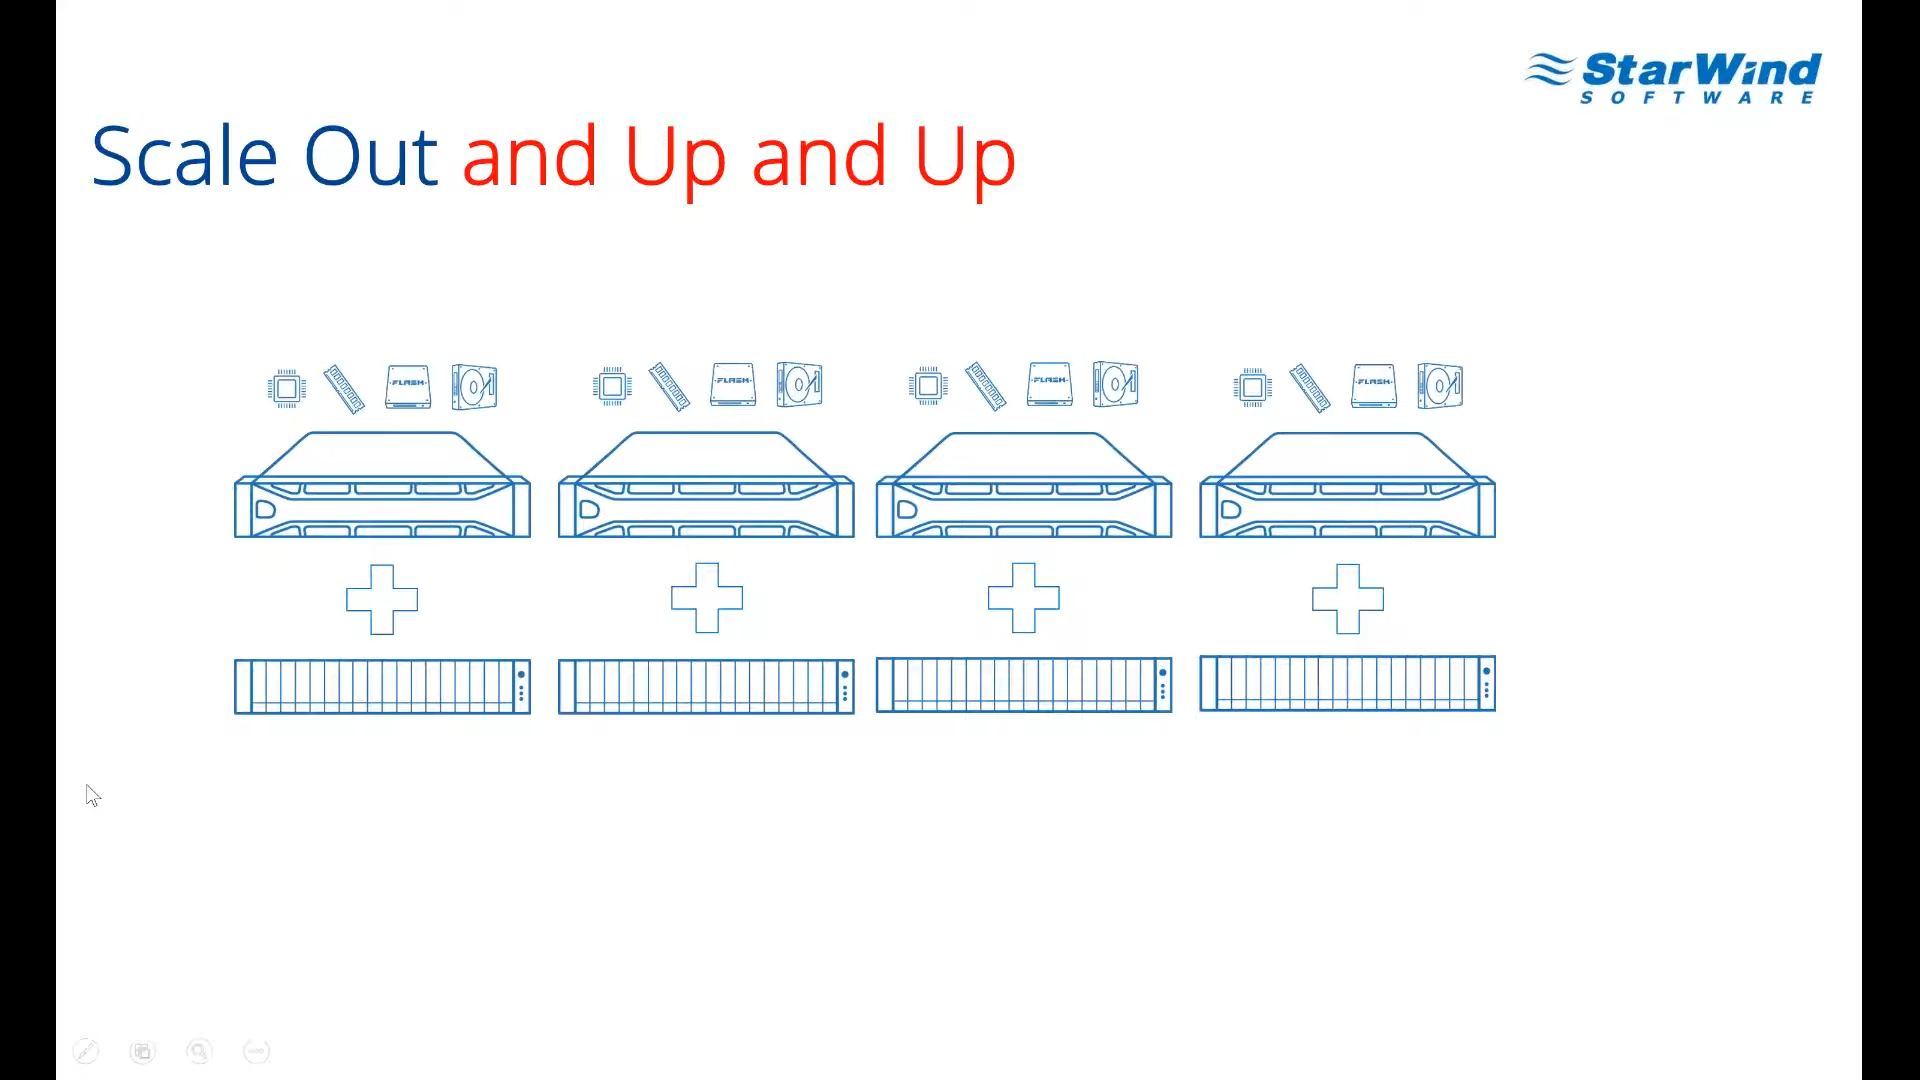 StarWind
SOFTWARE
Scale Out and Up and Up
FLASH
FLASH
FLASH
FLASH